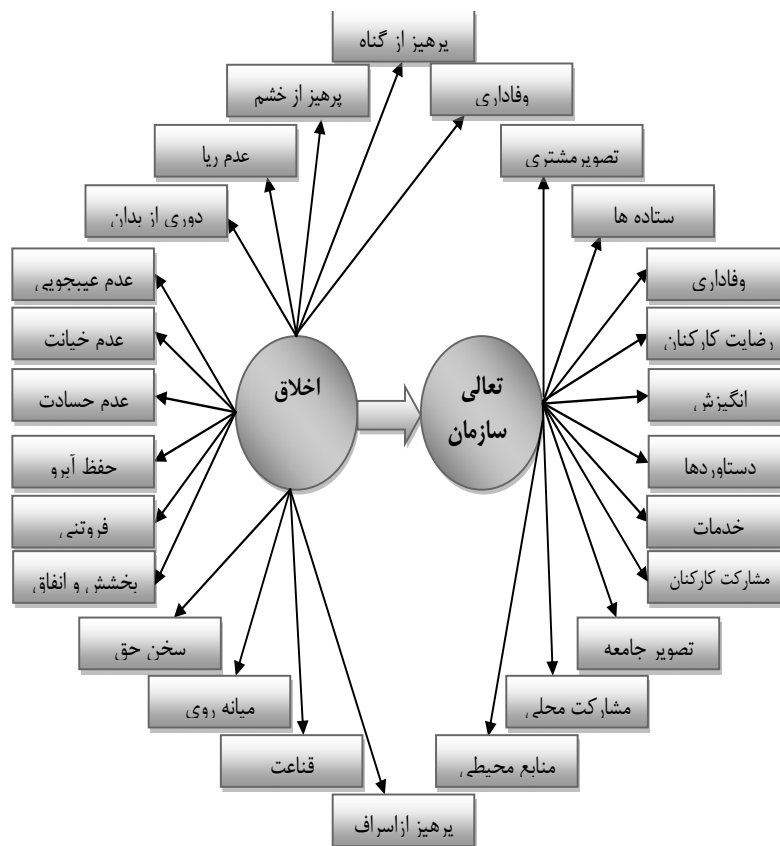 پرهیز از گناه
وفاداری
پرهیز از خشم
عدم ریا
تصویرمشتری
دوری از بدان
ستاده ها
عدم عیبجویی
وفاداری
عدم خیانت
رضایت کارکنان
اخلاق
تعالی
سازمان
عدم حسادت
انگیزش
حفظ آبرو
دستاوردها
فروتنی
خدمات
بخشش و انفاق
مشارکت کارکنان
سخن حق
تصویر جامعه
میانه روی
مشارکت محلی
قناعت
منابع محیطی
پرهیز ازاسراف